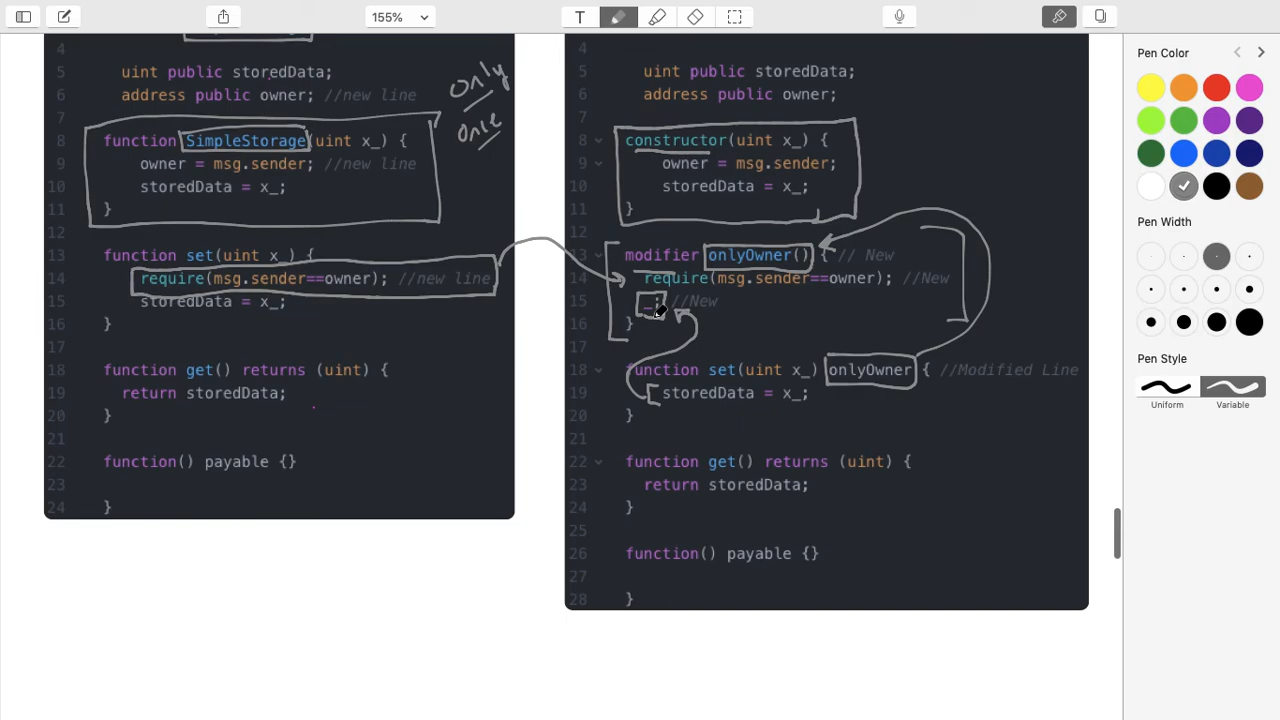 155%
T
4
5 uint public storedData;
6 address public owner; //new line
7
8 function SimpleStorage(uint x_) {
9 owner = msg.sender; //new line
10 storedData = x_;
11 }
12
13 function set(uint x_) {
14 require(msg.sender==owner); //new line
15 storedData = x_;
16 }
17
18 function get() returns (uint) {
19 return storedData;
20 }
21
22 function() payable {}
23
24 }
only
once
4
5 uint public storedData;
6 address public owner;
7
8 constructor(uint x_) {
9 owner = msg.sender;
10 storedData = x_;
11 }
12
13 modifier onlyOwner() { // New
14 require(msg.sender==owner); //New
15 _; //New
16 }
17
18 function set(uint x_) onlyOwner { //Modified Line
19 storedData = x_;
20 }
21
22 function get() returns (uint) {
23 return storedData;
24 }
25
26 function() payable {}
27
28 }
Pen Color
Pen Width
Pen Style
Uniform Variable